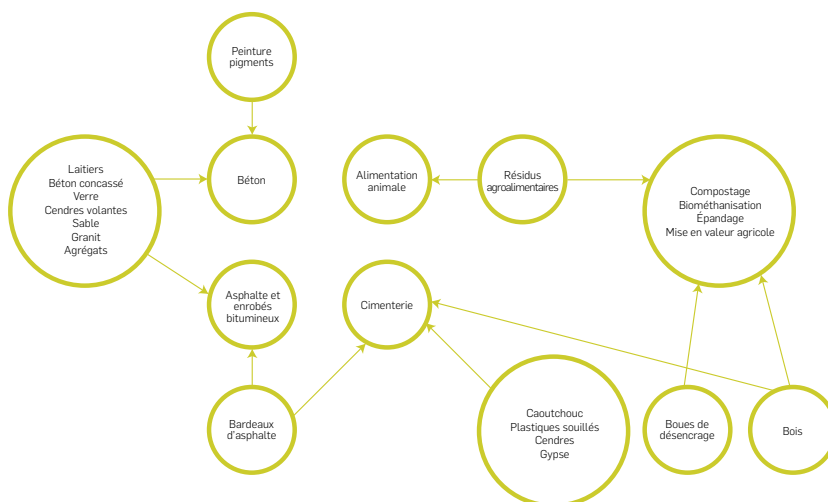 Peinture
pigments
Laitiers
Béton concassé
Verre
Cendres volantes
Sable
Granit
Agrégats
Béton
Alimentation
animale
Résidus
agroalimentaires
Compostage
Biométhanisation
Épandage
Mise en valeur agricole
Asphalte et
enrobés
bitumineux
Cimenterie
Bardeaux
d'asphalte
Caoutchouc
Plastiques souillés
Cendres
Gypse
Boues de
désencrage
Bois